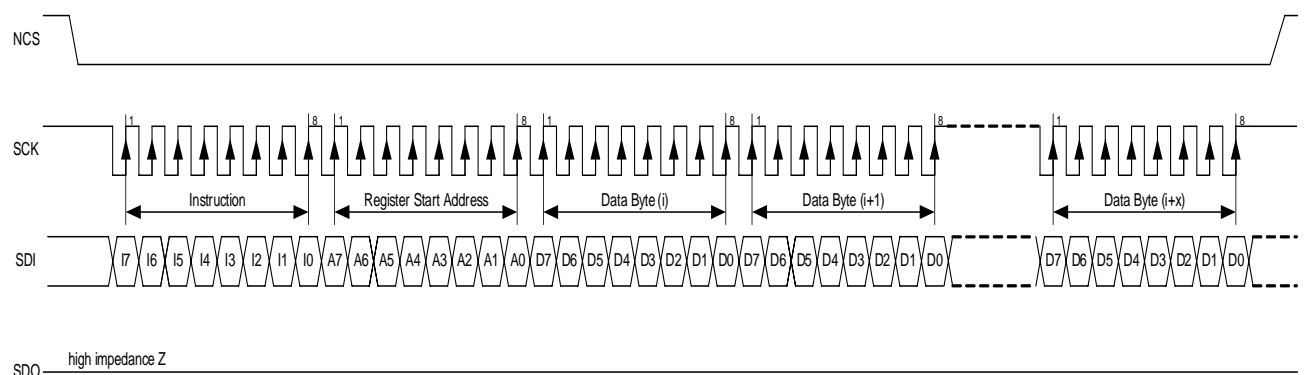 NCS
SCK
1 8 1 8 1 8 1 8 1 8
Instruction Register Start Address Data Byte (i) Data Byte (i+1) Data Byte (i+x)
SDI I7 I6 I5 I4 I3 I2 I1 I0 A7 A6 A5 A4 A3 A2 A1 A0 D7 D6 D5 D4 D3 D2 D1 D0 D7 D6 D5 D4 D3 D2 D1 D0 D7 D6 D5 D4 D3 D2 D1 D0
high impedance Z
SDO